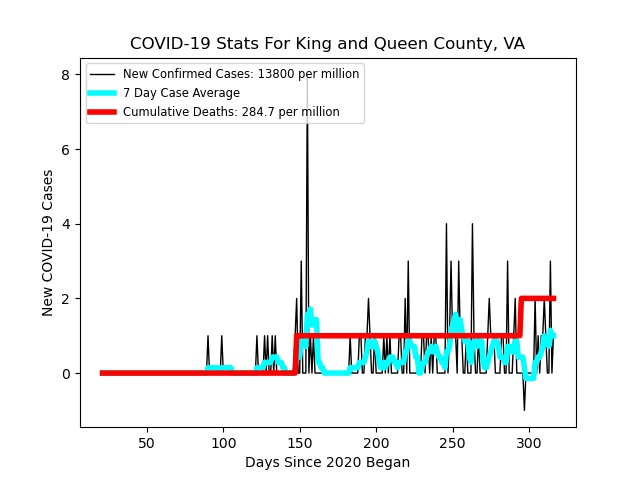 COVID-19 Stats For King and Queen County, VA
New Confirmed Cases: 13800 per million
7 Day Case Average
Cumulative Deaths: 284.7 per million
New COVID-19 Cases
8
6
4
2
0
50 100 150 200 250 300
Days Since 2020 Began